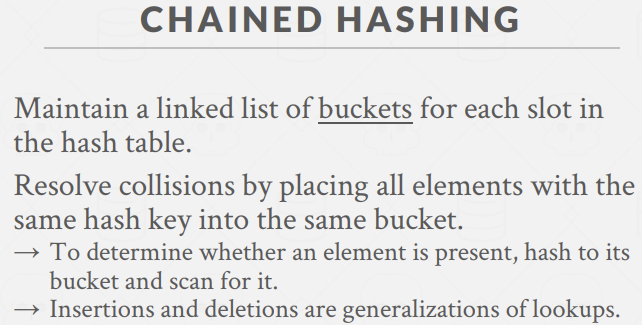 CHAINED HASHING
Maintain a linked list of buckets for each slot in
the hash table.
Resolve collisions by placing all elements with the
same hash key into the same bucket.
→ To determine whether an element is present, hash to its
bucket and scan for it.
→ Insertions and deletions are generalizations of lookups.